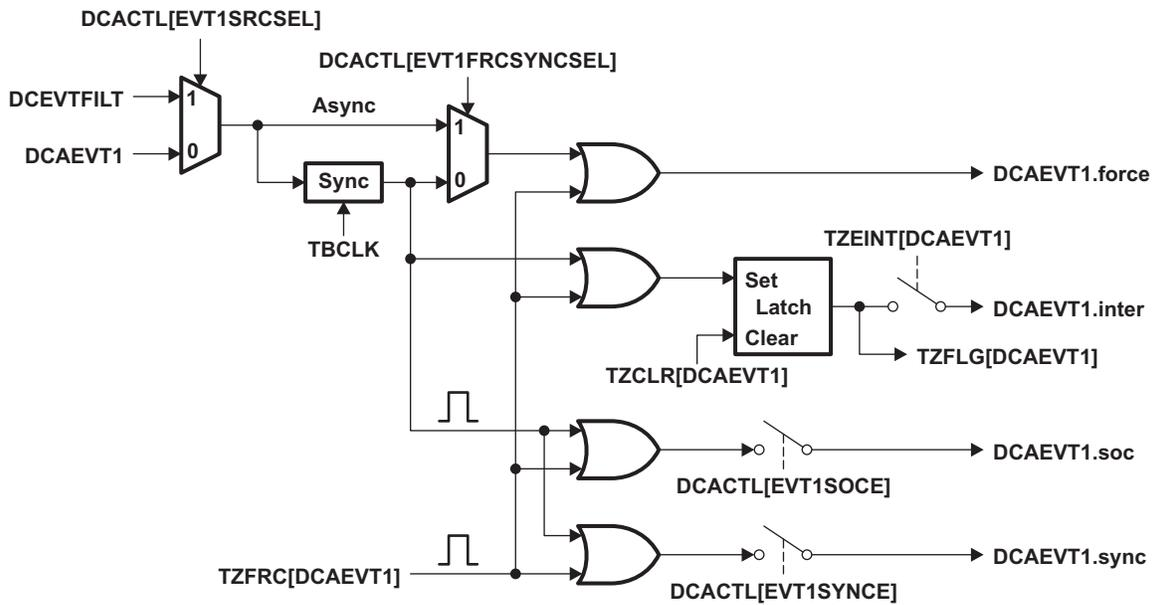 DCACTL[EVT1SRCSEL]
DCACTL[EVT1FRCSYNCSEL]
DCEVTFILT
1
Async
1
DCAEVT1
0
Sync
0
DCAEVT1.force
TBCLK
TZEINT[DCAEVT1]
Set
Latch
DCAEVT1.inter
Clear
TZFLG[DCAEVT1]
TZCLR[DCAEVT1]
DCAEVT1.soc
DCACTL[EVT1SOCE]
DCAEVT1.sync
TZFRC[DCAEVT1]
DCACTL[EVT1SYNCE]